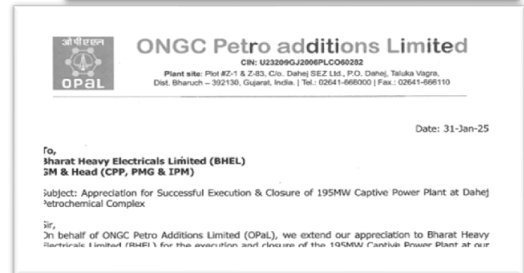 ओपीएएल
OPaL
ONGC Petro additions Limited
CIN: U23209GJ2006PLC060282
Plant site: Plot #Z-1 & Z-83, C/o. Dahej SEZ Ltd., P.O. Dahej, Taluka Vagra,
Dist. Bharuch – 392130, Gujarat, India. | Tel.: 02641-666000 | Fax.: 02641-666110
Date: 31-Jan-25
To,
Bharat Heavy Electricals Limited (BHEL)
GM & Head (CPP, PMG & IPM)
Subject: Appreciation for Successful Execution & Closure of 195MW Captive Power Plant at Dahej
Petrochemical Complex
Sir,
On behalf of ONGC Petro Additions Limited (OPaL), we extend our appreciation to Bharat Heavy
Electricals Limited (BHEL) for the execution and closure of the 195MW Captive Power Plant at our